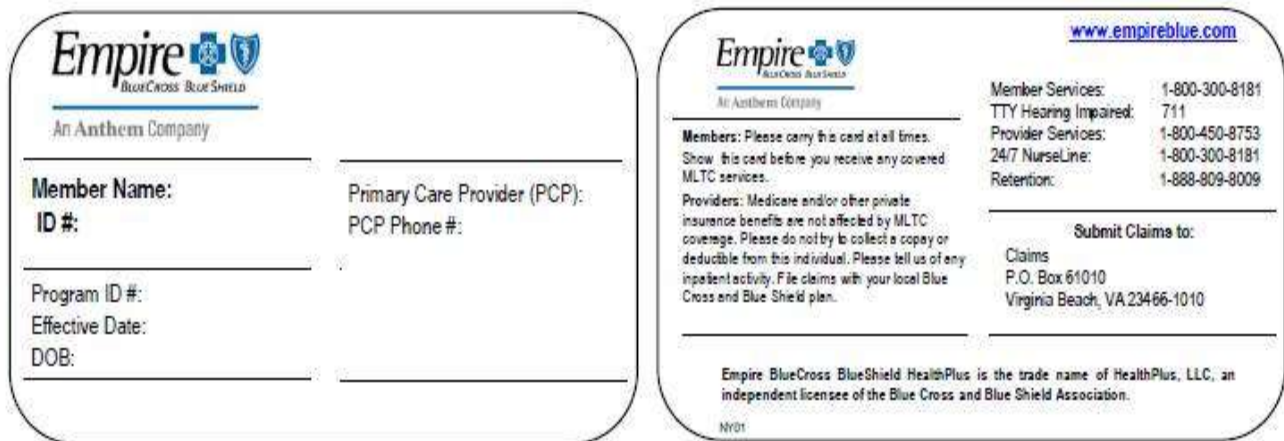 Empire
BLUECROSS BLUESHIELD
An Anthem Company
Member Name:
ID #:
Primary Care Provider (PCP):
PCP Phone #:
Program ID #:
Effective Date:
DOB:
www.empireblue.com
Empire
BLUECROSS BLUESHIELD
An Anthem Company
Members: Please carry this card at all times.
Show this card before you receive any covered
MLTC services.
Providers: Medicare and/or other private
insurance benefits are not affected by MLTC
coverage. Please do not try to collect a copay or
deductible from this individual. Please tell us of any
inpatient activity. File claims with your local Blue
Cross and Blue Shield plan.
Member Services: 1-800-300-8181
TTY Hearing Impaired: 711
Provider Services: 1-800-450-8753
24/7 NurseLine: 1-800-300-8181
Retention: 1-888-809-8009
Submit Claims to:
Claims
P.O. Box 61010
Virginia Beach, VA 23466-1010
Empire BlueCross BlueShield HealthPlus is the trade name of HealthPlus, LLC, an
independent licensee of the Blue Cross and Blue Shield Association.
NY01